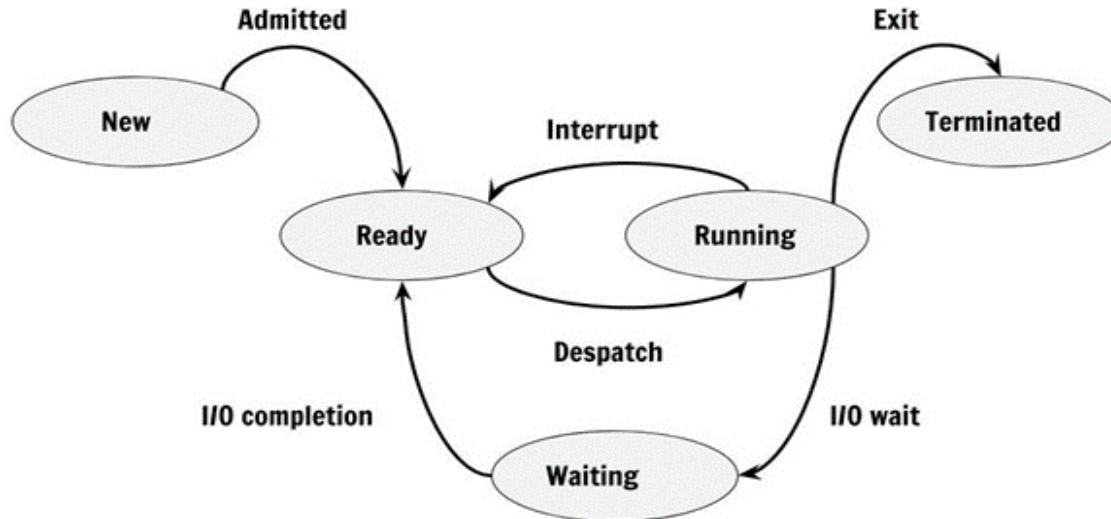 Admitted
Exit
New
Terminated
Interrupt
Ready
Running
Despatch
I/O completion
I/O wait
Waiting